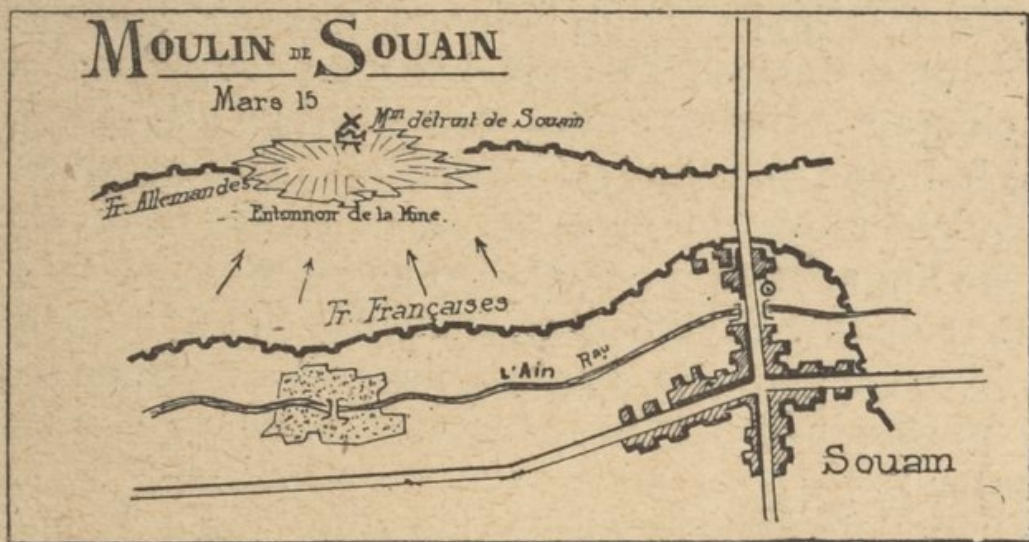 MOULIN DE SOUAIN
Mars 15
Min détruit de Souain
Tr. Allemandes
Entonnoir de la Mine.
Tr. Françaises
L'Ain Rau
Souain